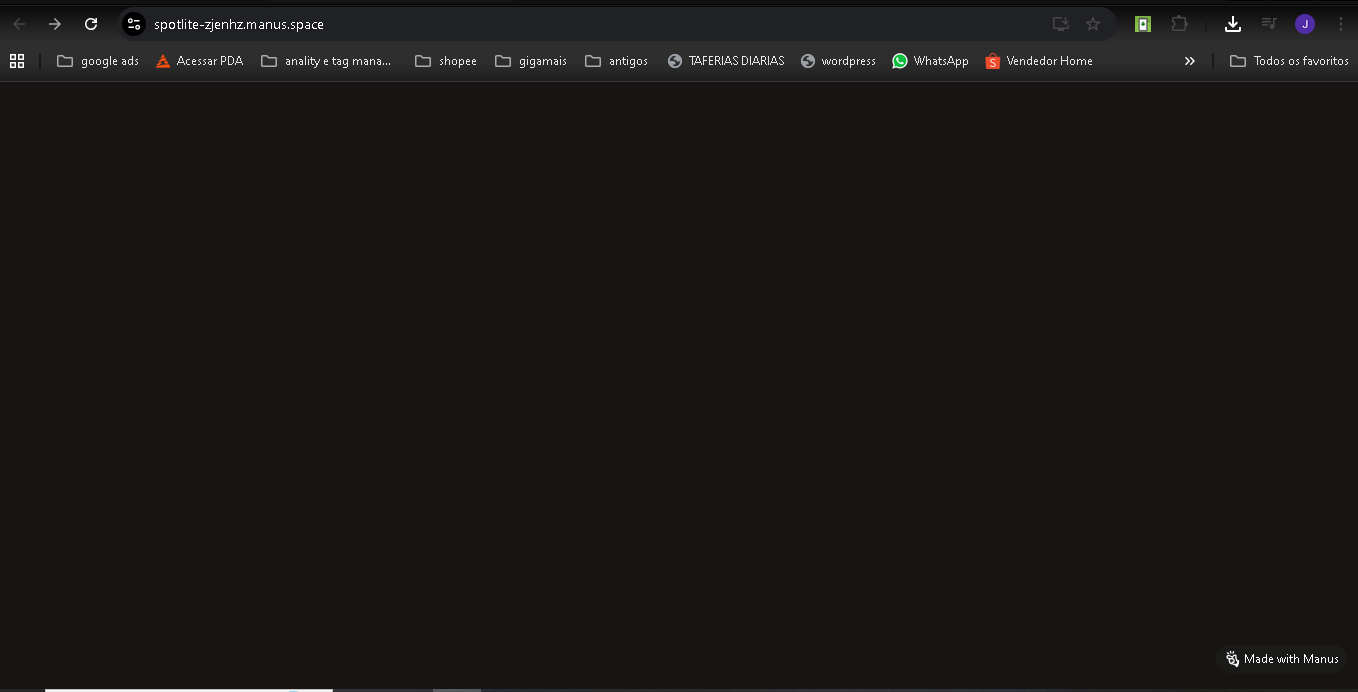 spotlite-zjenhz.manus.space
J
google ads
Acessar PDA
anality e tag mana...
shopee
gigamais
antigos
TAFERIAS DIARIAS
wordpress
WhatsApp
Vendedor Home
Todos os favoritos
Made with Manus